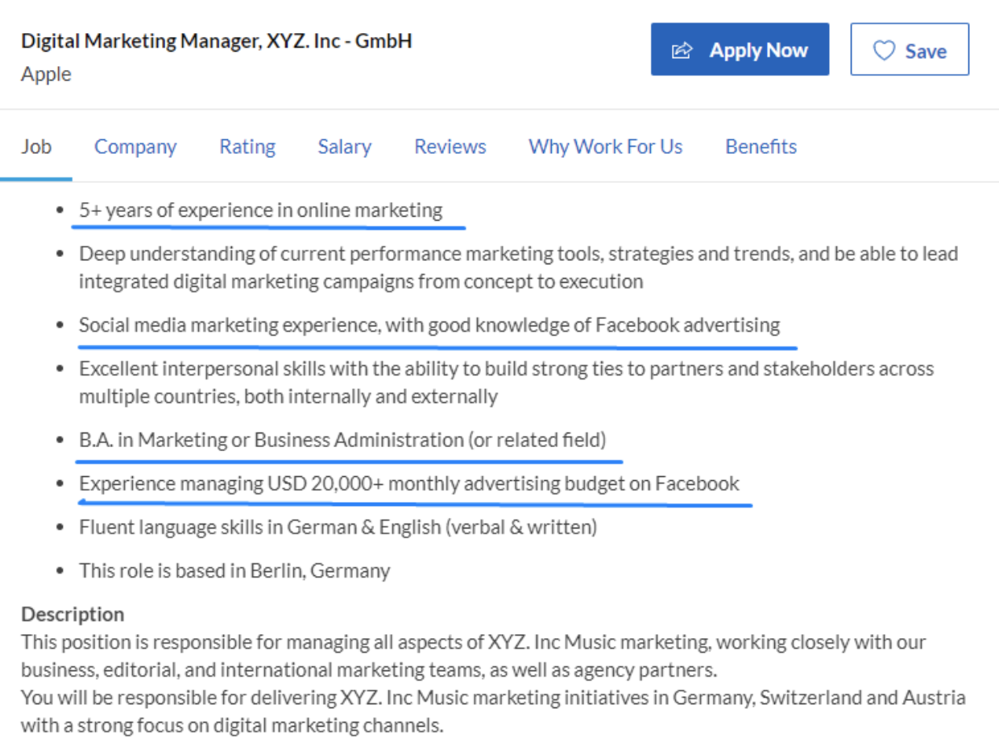 Digital Marketing Manager, XYZ. Inc - GmbH
Apple
Apply Now
Save
Job
Company
Rating
Salary
Reviews
Why Work For Us
Benefits
• 5+ years of experience in online marketing
• Deep understanding of current performance marketing tools, strategies and trends, and be able to lead
integrated digital marketing campaigns from concept to execution
• Social media marketing experience, with good knowledge of Facebook advertising
• Excellent interpersonal skills with the ability to build strong ties to partners and stakeholders across
multiple countries, both internally and externally
• B.A. in Marketing or Business Administration (or related field)
• Experience managing USD 20,000+ monthly advertising budget on Facebook
• Fluent language skills in German & English (verbal & written)
• This role is based in Berlin, Germany
Description
This position is responsible for managing all aspects of XYZ. Inc Music marketing, working closely with our
business, editorial, and international marketing teams, as well as agency partners.
You will be responsible for delivering XYZ. Inc Music marketing initiatives in Germany, Switzerland and Austria
with a strong focus on digital marketing channels.